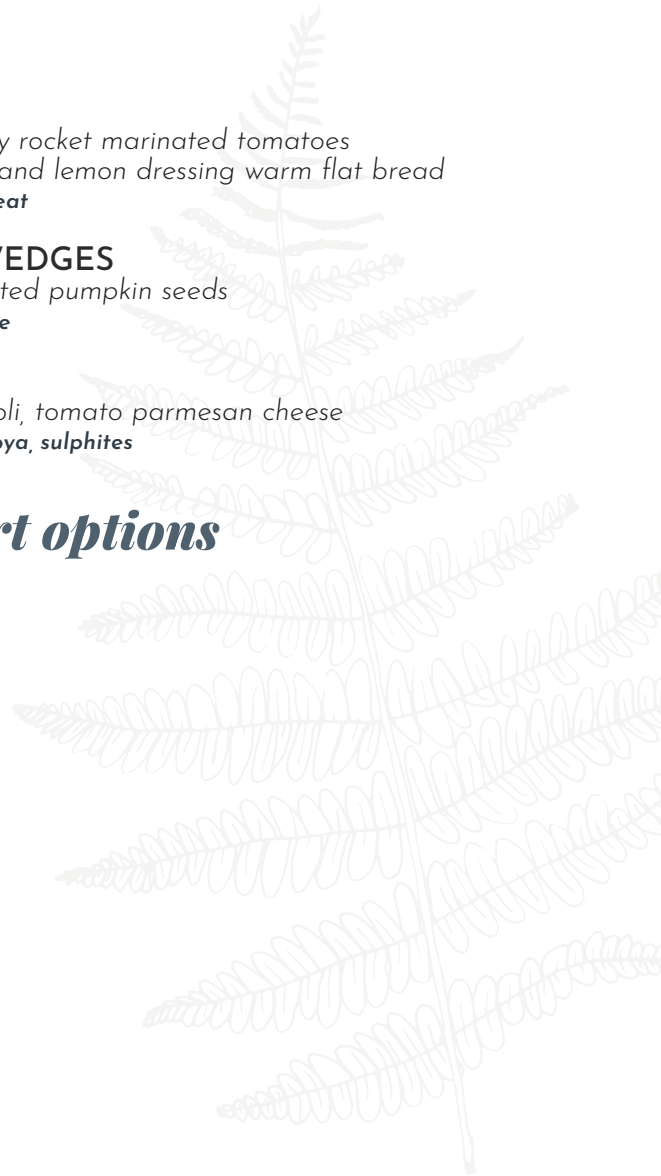 y rocket marinated tomatoes
and lemon dressing warm flat bread
eat
EDGES
ted pumpkin seeds
e
oli, tomato parmesan cheese
oya, sulphites
rt options